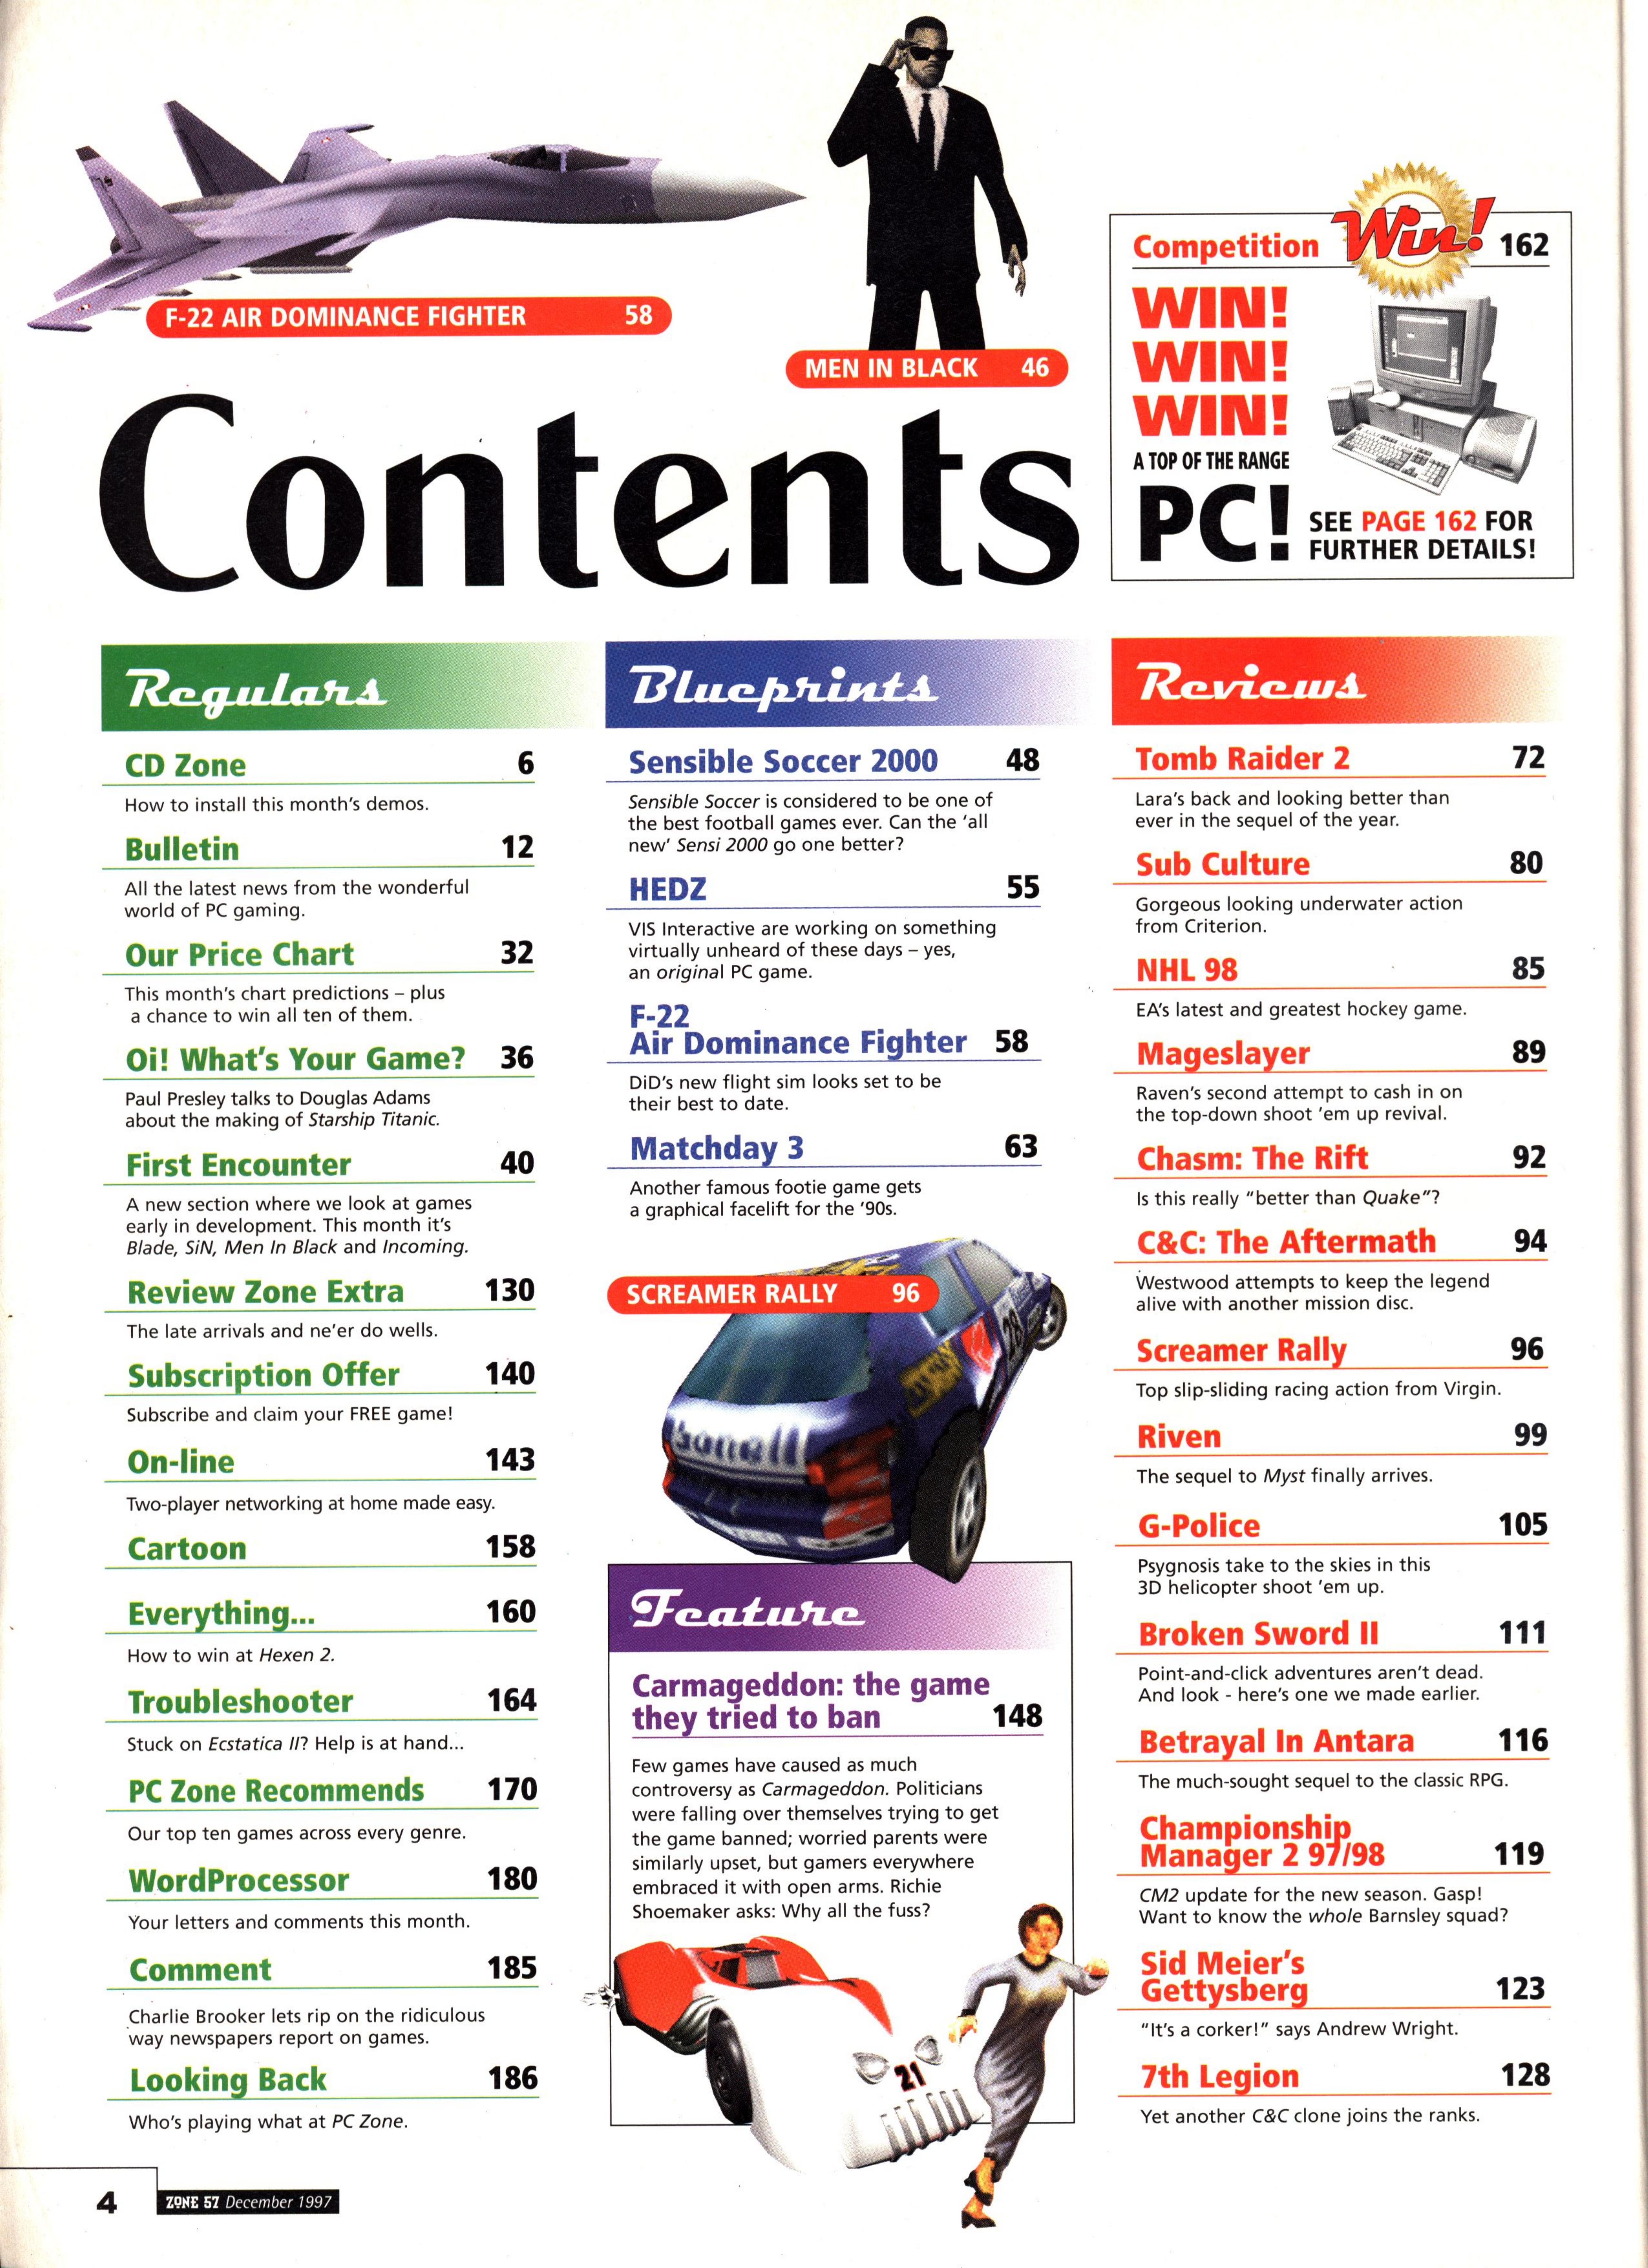 F-22 AIR DOMINANCE FIGHTER 58
MEN IN BLACK 46
Competition Win! 162
WIN!
WIN!
WIN!
A TOP OF THE RANGE
PC!
SEE PAGE 162 FOR
FURTHER DETAILS!
Contents
Regulars
CD Zone 6
How to install this month's demos.
Bulletin 12
All the latest news from the wonderful
world of PC gaming.
Our Price Chart 32
This month's chart predictions – plus
a chance to win all ten of them.
Oi! What's Your Game? 36
Paul Presley talks to Douglas Adams
about the making of Starship Titanic.
First Encounter 40
A new section where we look at games
early in development. This month it's
Blade, SiN, Men In Black and Incoming.
Review Zone Extra 130
The late arrivals and ne'er do wells.
Subscription Offer 140
Subscribe and claim your FREE game!
On-line 143
Two-player networking at home made easy.
Cartoon 158
Everything... 160
How to win at Hexen 2.
Troubleshooter 164
Stuck on Ecstatica II? Help is at hand...
PC Zone Recommends 170
Our top ten games across every genre.
WordProcessor 180
Your letters and comments this month.
Comment 185
Charlie Brooker lets rip on the ridiculous
way newspapers report on games.
Looking Back 186
Who's playing what at PC Zone.
Blueprints
Sensible Soccer 2000 48
Sensible Soccer is considered to be one of
the best football games ever. Can the 'all
new' Sensi 2000 go one better?
HEDZ 55
VIS Interactive are working on something
virtually unheard of these days – yes,
an original PC game.
F-22
Air Dominance Fighter 58
DiD's new flight sim looks set to be
their best to date.
Matchday 3 63
Another famous footie game gets
a graphical facelift for the '90s.
SCREAMER RALLY 96
28
Feature
Carmageddon: the game
they tried to ban 148
Few games have caused as much
controversy as Carmageddon. Politicians
were falling over themselves trying to get
the game banned; worried parents were
similarly upset, but gamers everywhere
embraced it with open arms. Richie
Shoemaker asks: Why all the fuss?
21
Reviews
Tomb Raider 2 72
Lara's back and looking better than
ever in the sequel of the year.
Sub Culture 80
Gorgeous looking underwater action
from Criterion.
NHL 98 85
EA's latest and greatest hockey game.
Mageslayer 89
Raven's second attempt to cash in on
the top-down shoot 'em up revival.
Chasm: The Rift 92
Is this really "better than Quake"?
C&C: The Aftermath 94
Westwood attempts to keep the legend
alive with another mission disc.
Screamer Rally 96
Top slip-sliding racing action from Virgin.
Riven 99
The sequel to Myst finally arrives.
G-Police 105
Psygnosis take to the skies in this
3D helicopter shoot 'em up.
Broken Sword II 111
Point-and-click adventures aren't dead.
And look - here's one we made earlier.
Betrayal In Antara 116
The much-sought sequel to the classic RPG.
Championship
Manager 2 97/98 119
CM2 update for the new season. Gasp!
Want to know the whole Barnsley squad?
Sid Meier's
Gettysberg 123
"It's a corker!" says Andrew Wright.
7th Legion 128
Yet another C&C clone joins the ranks.
4 ZONE 57 December 1997